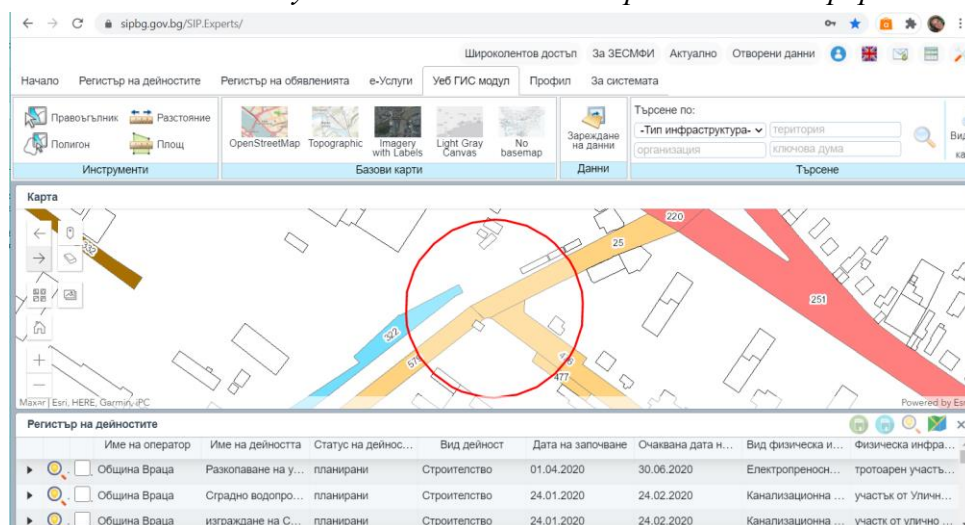 sipbg.gov.bg/SIP.Experts/
Широколентов достъп За ЗЕСМФИ Актуално Отворени данни
Начало Регистър на дейностите Регистър на обявленията е-Услуги Уеб ГИС модул Профил За системата
Правоъгълник Разстояние
Полигон Площ
Инструменти
OpenStreetMap Topographic Imagery with Labels Light Gray Canvas No basemap
Базови карти
Зареждане на данни
Данни
Търсене по:
-Тип инфраструктура- територия
организация ключова дума
Търсене
Карта
332
220
25
251
322
57
477
Maxar | Esri, HERE, Garmin, iPC
Powered by Esr
Регистър на дейностите
Име на оператор Име на дейността Статус на дейнос... Вид дейност Дата на започване Очаквана дата н... Вид физическа и... Физическа инфра...
Община Враца Разкопаване на у... планирани Строителство 01.04.2020 30.06.2020 Електропреносн... тротоарен участъ...
Община Враца Сградно водопро... планирани Строителство 24.01.2020 24.02.2020 Канализационна ... участък от Уличн...
Община Враца изграждане на С... планирани Строителство 24.01.2020 24.02.2020 Канализационна ... участк от улично ...